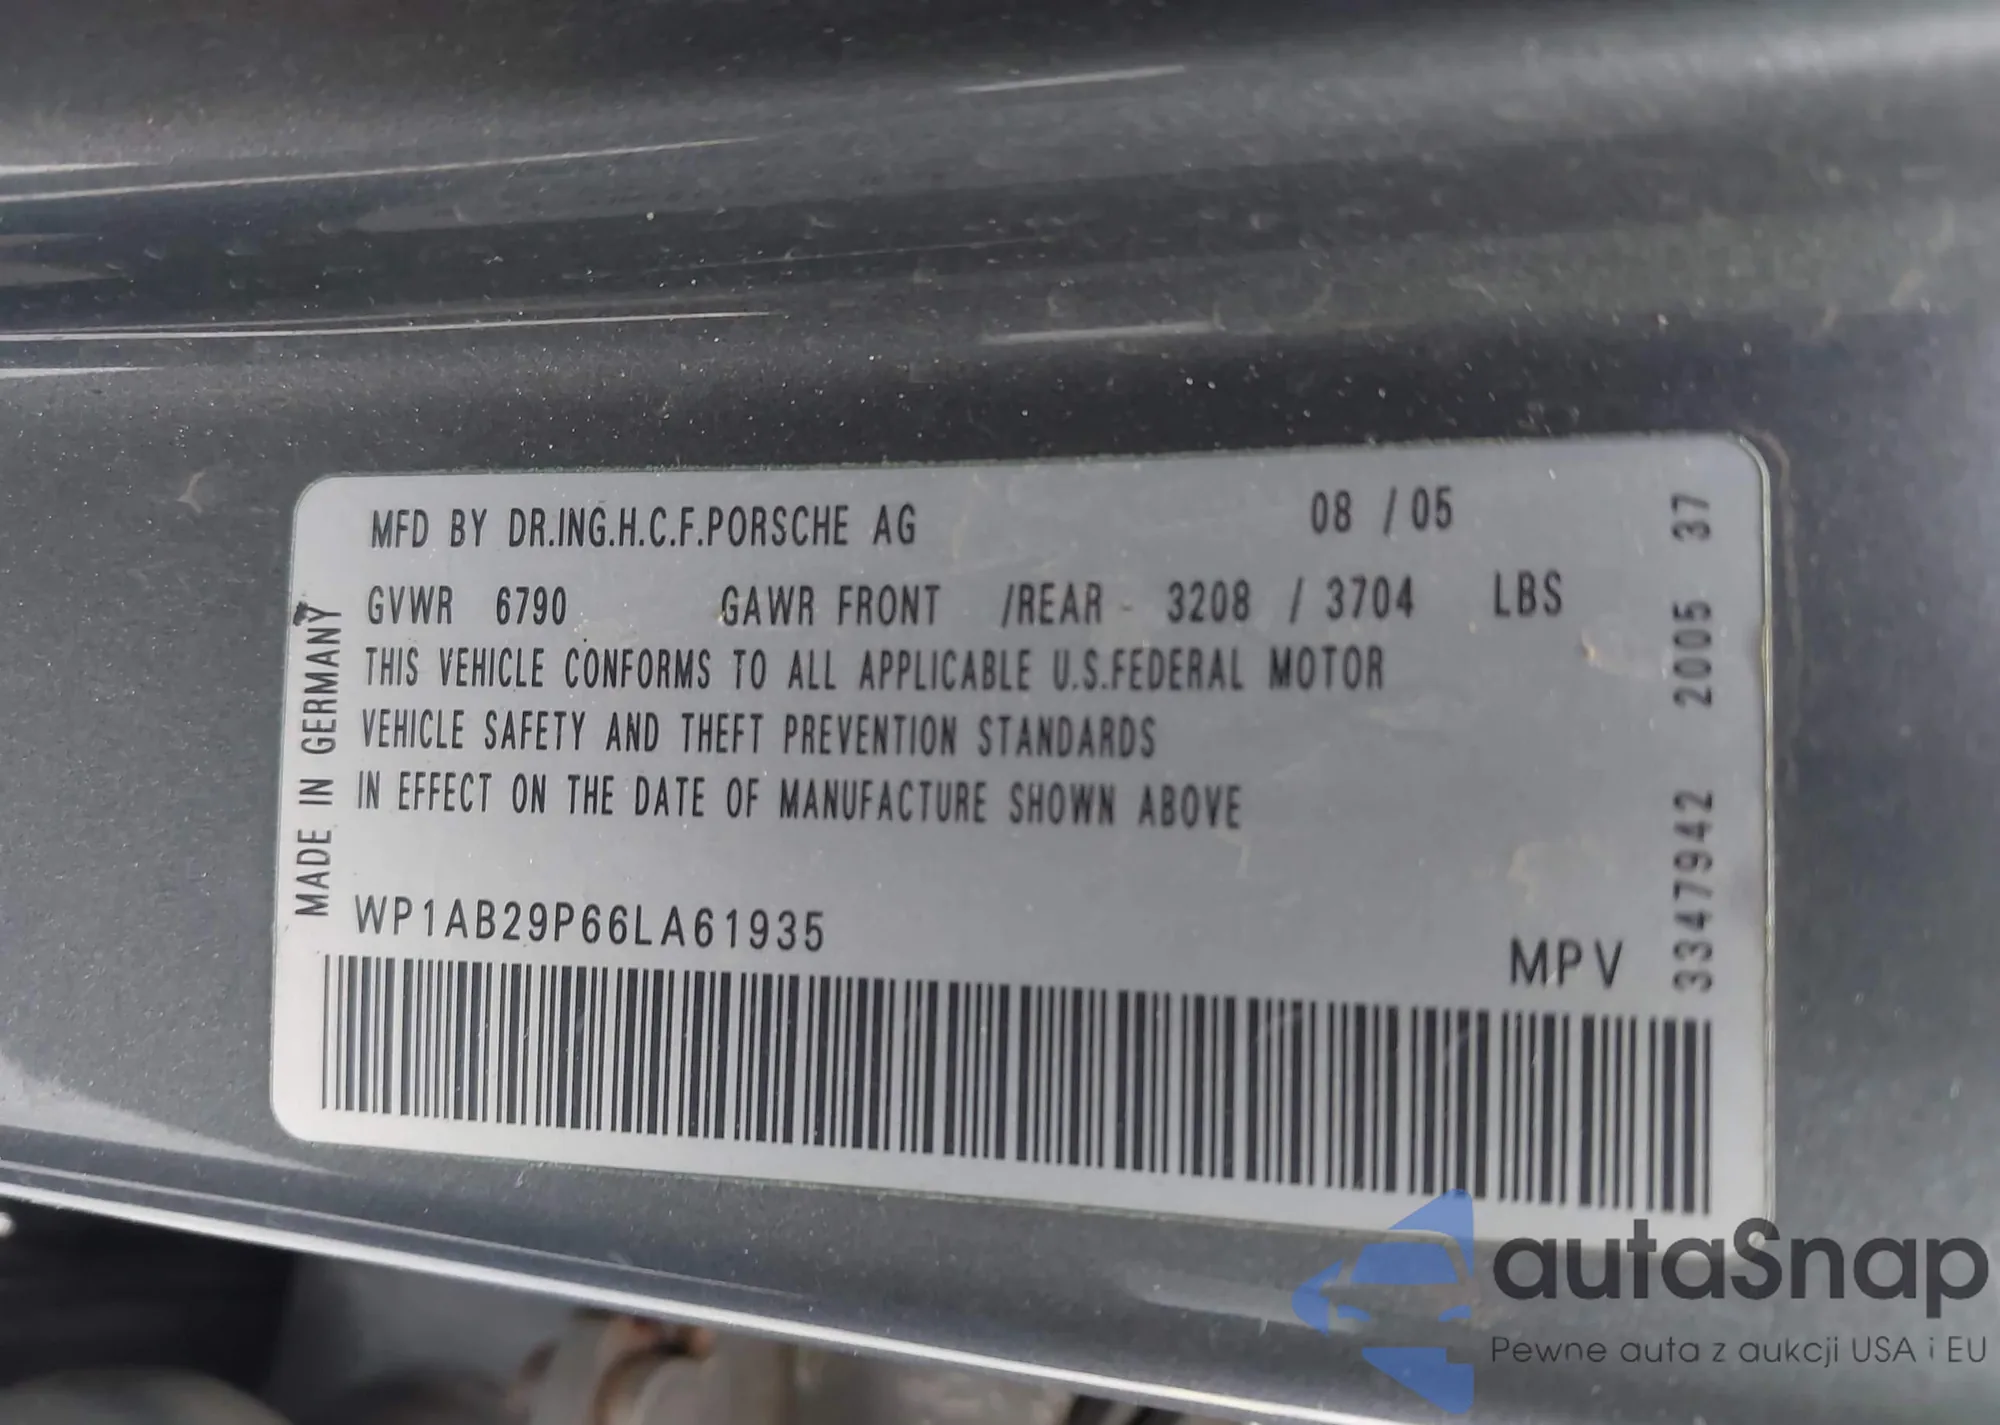 MFD BY DR.ING.H.C.F.PORSCHE AG 08 / 05
GVWR 6790 GAWR FRONT /REAR - 3208 / 3704 LBS
THIS VEHICLE CONFORMS TO ALL APPLICABLE U.S.FEDERAL MOTOR
VEHICLE SAFETY AND THEFT PREVENTION STANDARDS
IN EFFECT ON THE DATE OF MANUFACTURE SHOWN ABOVE
WP1AB29P66LA61935
MPV
MADE IN GERMANY
3347942 2005 37
autaSnap
Pewne auta z aukcji USA i EU